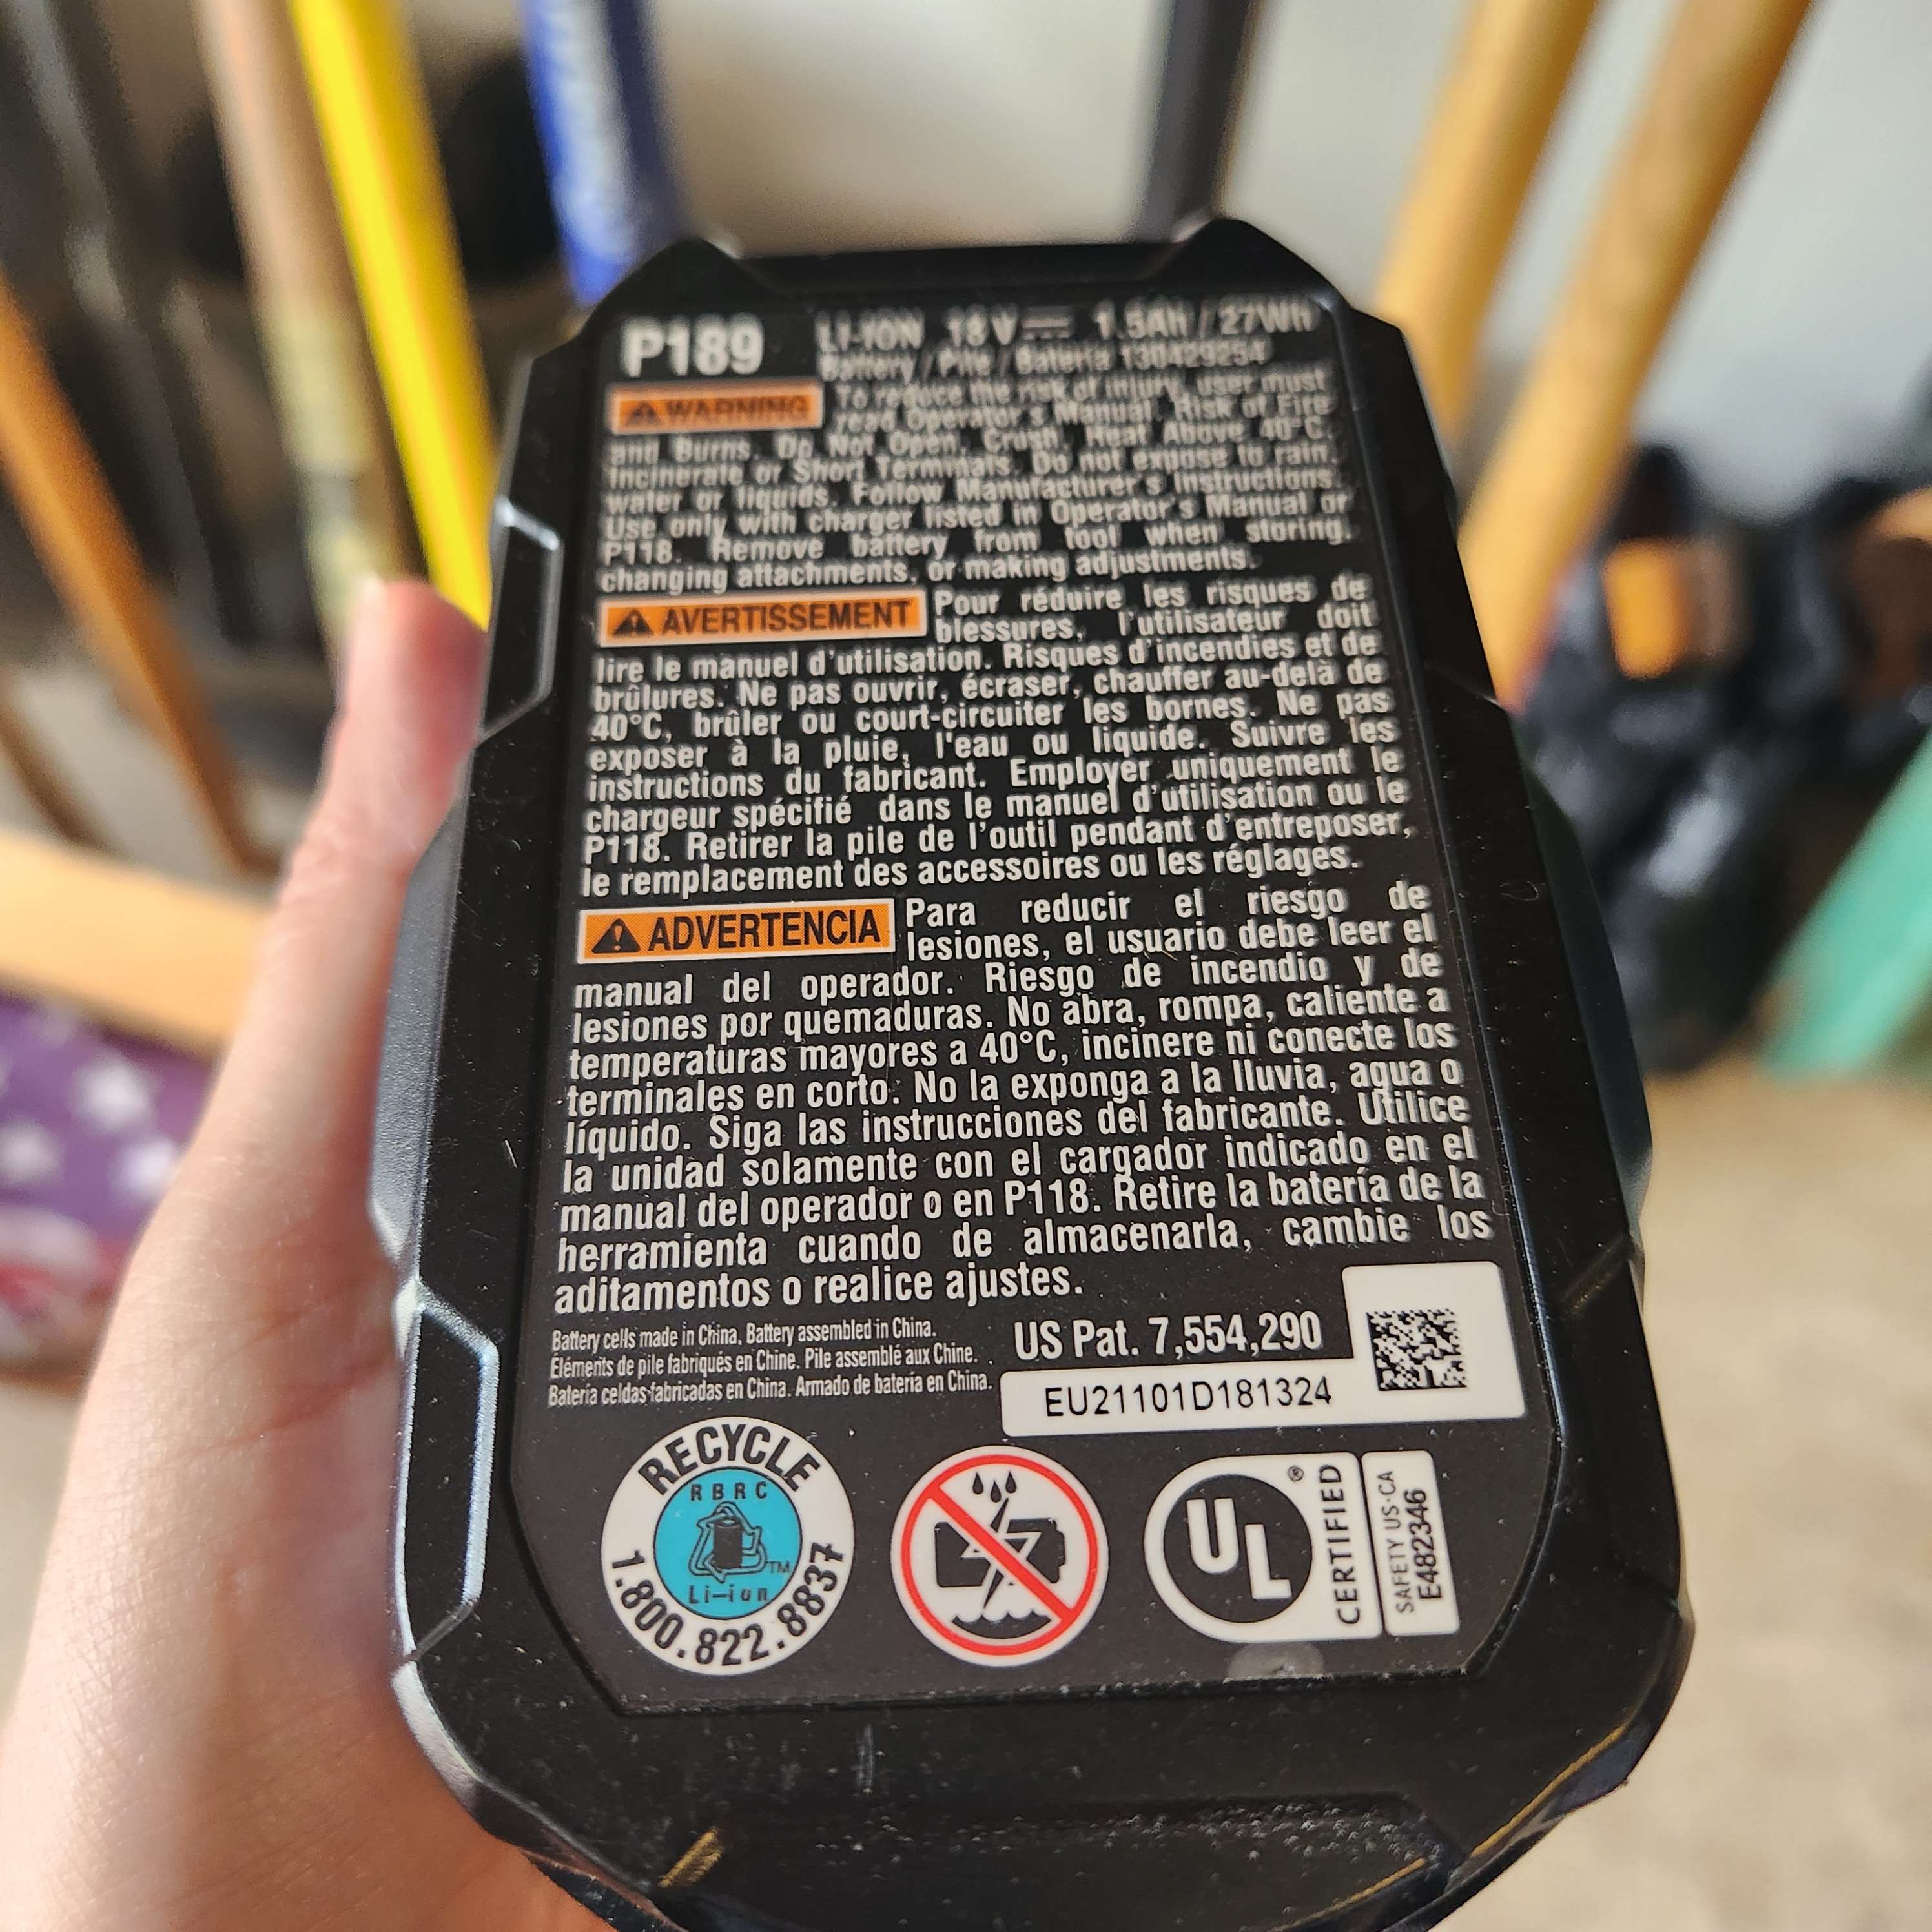 P189 LI-ION 18V 1.5Ah / 27Wh
Battery / Pile / Batería 130429254
WARNING To reduce the risk of injury, user must
read Operator's Manual. Risk of Fire
and Burns. Do Not Open, Crush, Heat Above 40°C,
Incinerate or Short Terminals. Do not expose to rain,
water or liquids. Follow Manufacturer's Instructions.
Use only with charger listed in Operator's Manual or
P118. Remove battery from tool when storing,
changing attachments, or making adjustments.
AVERTISSEMENT Pour réduire les risques de
blessures, l'utilisateur doit
lire le manuel d'utilisation. Risques d'incendies et de
brûlures. Ne pas ouvrir, écraser, chauffer au-delà de
40°C, brûler ou court-circuiter les bornes. Ne pas
exposer à la pluie, l'eau ou liquide. Suivre les
instructions du fabricant. Employer uniquement le
chargeur spécifié dans le manuel d'utilisation ou le
P118. Retirer la pile de l'outil pendant d'entreposer,
le remplacement des accessoires ou les réglages.
ADVERTENCIA Para reducir el riesgo de
lesiones, el usuario debe leer el
manual del operador. Riesgo de incendio y de
lesiones por quemaduras. No abra, rompa, caliente a
temperaturas mayores a 40°C, incinere ni conecte los
terminales en corto. No la exponga a la lluvia, agua o
líquido. Siga las instrucciones del fabricante. Utilice
la unidad solamente con el cargador indicado en el
manual del operador o en P118. Retire la batería de la
herramienta cuando de almacenarla, cambie los
aditamentos o realice ajustes.
Battery cells made in China, Battery assembled in China.
Éléments de pile fabriqués en Chine. Pile assemblé aux Chine.
Batería celdas fabricadas en China. Armado de batería en China.
US Pat. 7,554,290
EU21101D181324
RECYCLE
RBRC
TM
Li-ion
1.800.822.8837
UL ®
CERTIFIED
SAFETY US-CA
E482346